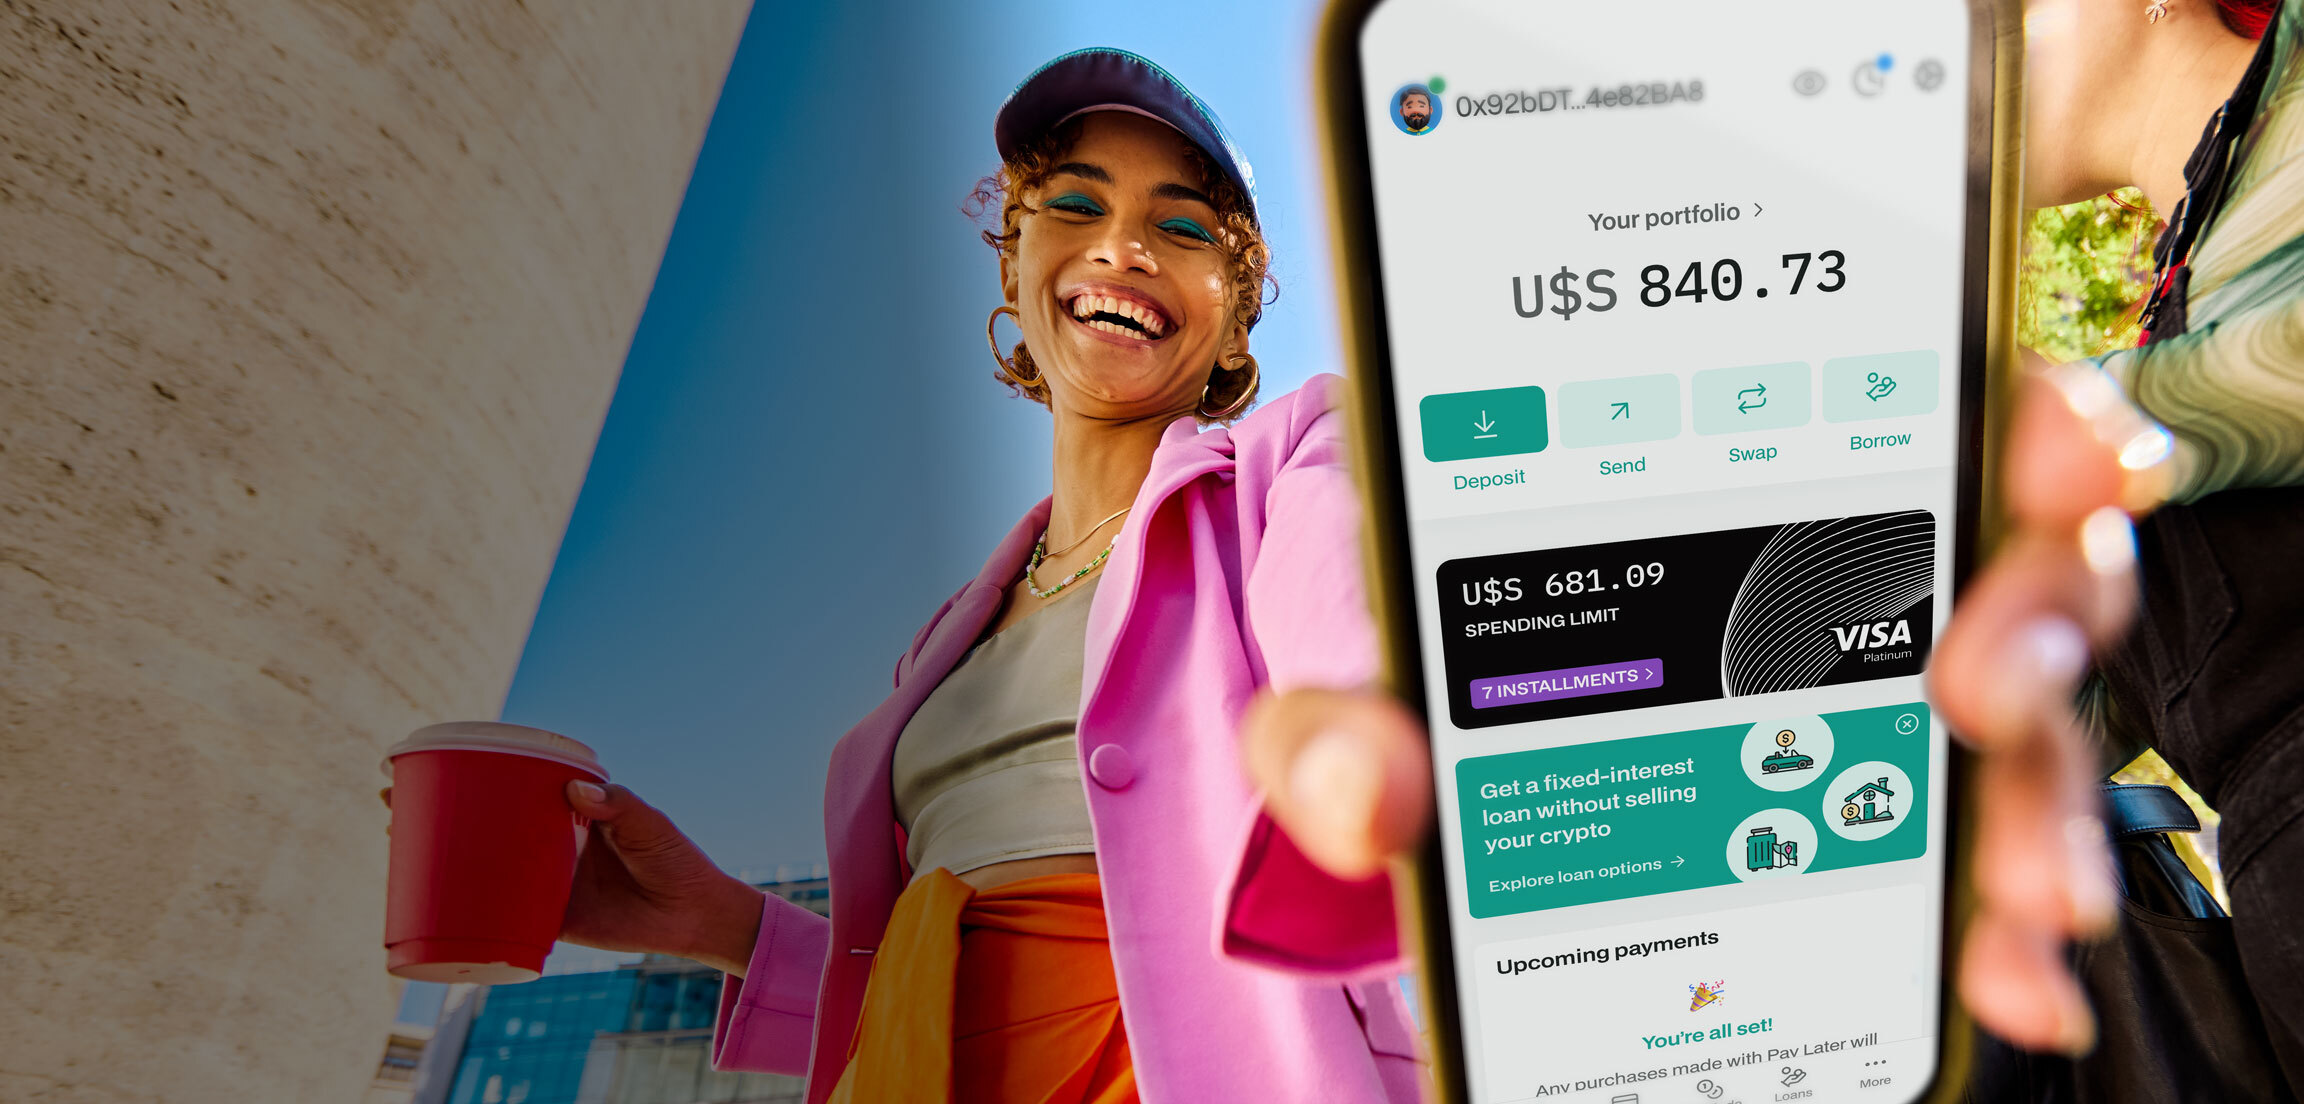 0x92bDT...4e82BA8
Your portfolio >
U$S 840.73
Deposit
Send
Swap
Borrow
U$S 681.09
SPENDING LIMIT
7 INSTALLMENTS >
VISA
Platinum
Get a fixed-interest
loan without selling
your crypto
Explore loan options →
Upcoming payments
You're all set!
Any purchases made with Pay Later will
Loans
More